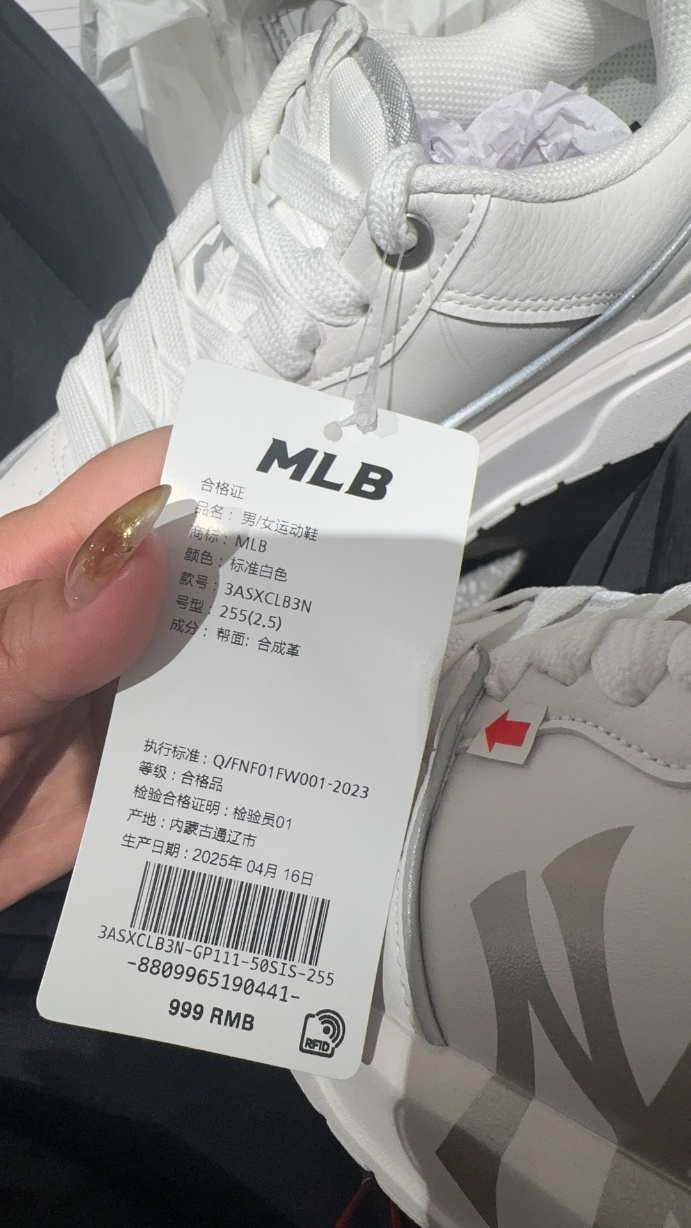 MLB
合格证
品名：男/女运动鞋
商标：MLB
颜色：标准白色
款号：3ASXCLB3N
号型：255(2.5)
成分：帮面：合成革
执行标准：Q/FNF01FW001-2023
等级：合格品
检验合格证明：检验员01
产地：内蒙古通辽市
生产日期：2025年 04月 16日
3ASXCLB3N-GP111-50SIS-255
-8809965190441-
999 RMB
RFID